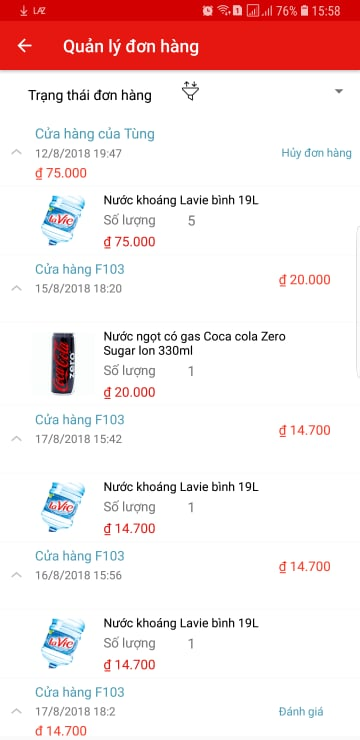 LAZ 1 76% 15:58
Quản lý đơn hàng
Trạng thái đơn hàng
Cửa hàng của Tùng
12/8/2018 19:47
Hủy đơn hàng
₫ 75.000
Nước khoáng Lavie bình 19L
Số lượng 5
₫ 75.000
Cửa hàng F103
₫ 20.000
15/8/2018 18:20
Nước ngọt có gas Coca cola Zero
Sugar lon 330ml
Số lượng 1
₫ 20.000
Cửa hàng F103
₫ 14.700
17/8/2018 15:42
Nước khoáng Lavie bình 19L
Số lượng 1
₫ 14.700
Cửa hàng F103
₫ 14.700
16/8/2018 15:56
Nước khoáng Lavie bình 19L
Số lượng 1
₫ 14.700
Cửa hàng F103
17/8/2018 18:2
Đánh giá
₫ 14.700